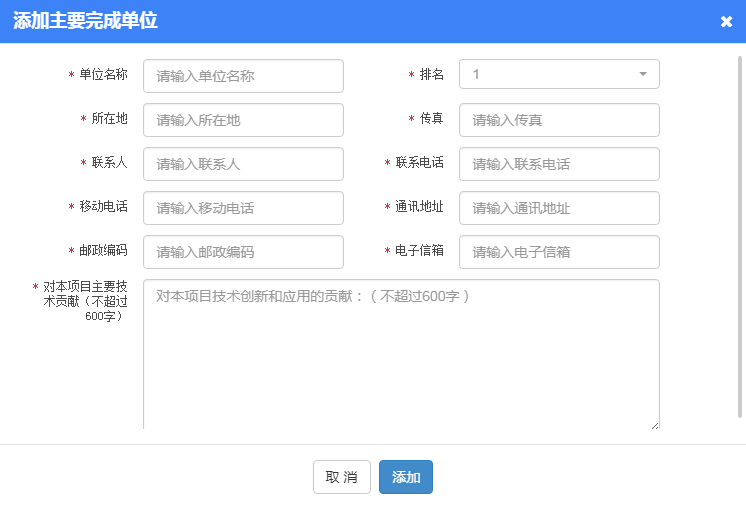 添加主要完成单位 ×
* 单位名称 请输入单位名称 * 排名 1
* 所在地 请输入所在地 * 传真 请输入传真
* 联系人 请输入联系人 * 联系电话 请输入联系电话
* 移动电话 请输入移动电话 * 通讯地址 请输入通讯地址
* 邮政编码 请输入邮政编码 * 电子信箱 请输入电子信箱
* 对本项目主要技
术贡献（不超过
600字）
对本项目技术创新和应用的贡献：（不超过600字）
取 消 添加